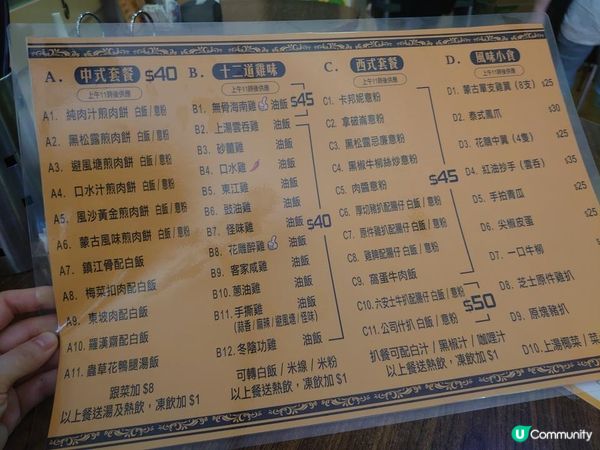 A. 中式套餐 $40
上午11時後供應
A1. 純肉汁煎肉餅 白飯/意粉
A2. 黑松露煎肉餅 白飯/意粉
A3. 避風塘煎肉餅 白飯/意粉
A4. 口水汁煎肉餅 白飯/意粉
A5. 風沙黃金煎肉餅 白飯/意粉
A6. 蒙古風味煎肉餅 白飯/意粉
A7. 鎮江骨配白飯
A8. 梅菜扣肉配白飯
A9. 東坡肉配白飯
A10. 羅漢齋配白飯
A11. 蟲草花鴨腿湯飯
跟菜加 $8
以上餐送湯及熱飲，凍飲加 $1
B. 十二道雞味
上午11時後供應
B1. 無骨海南雞 油飯 $45
B2. 上湯雲吞雞 油飯
B3. 砂薑雞 油飯
B4. 口水雞 油飯
B5. 東江雞 油飯
B6. 豉油雞 油飯
B7. 怪味雞 油飯
$40
B8. 花雕醉雞 油飯
B9. 客家咸雞 油飯
B10. 蔥油雞 油飯
B11. 手撕雞 油飯
(蒜香/麻辣/避風塘/怪味)
B12. 冬陰功雞 油飯
可轉白飯/米線/米粉
以上餐送熱飲，凍飲加 $1
C. 西式套餐
上午11時後供應
C1. 卡邦妮意粉
C2. 拿破崙意粉
C3. 黑松露忌廉意粉
C4. 黑椒牛柳絲炒意粉
C5. 肉醬意粉
$45
C6. 厚切豬扒配腸仔 白飯/意粉
C7. 原件雞扒配腸仔 白飯/意粉
C8. 雞髀配腸仔 白飯/意粉
C9. 窩蛋牛肉飯
C10. 六安士牛扒配腸仔 白飯/意粉
$50
C11. 公司什扒 白飯/意粉
扒餐可配白汁/黑椒汁/咖喱汁
以上餐送熱飲，凍飲加 $1
D. 風味小食
D1. 蒙古單支雞翼 (8支) $25
D2. 泰式鳳爪 $30
D3. 花雕中翼 (4隻) $25
D4. 紅油抄手 (雲吞) $35
D5. 手拍青瓜 $25
D6. 尖椒皮蛋
D7. 一口牛柳
D8. 芝士原件雞扒
D9. 原塊豬扒
D10. 上湯椰菜/菜
U Community